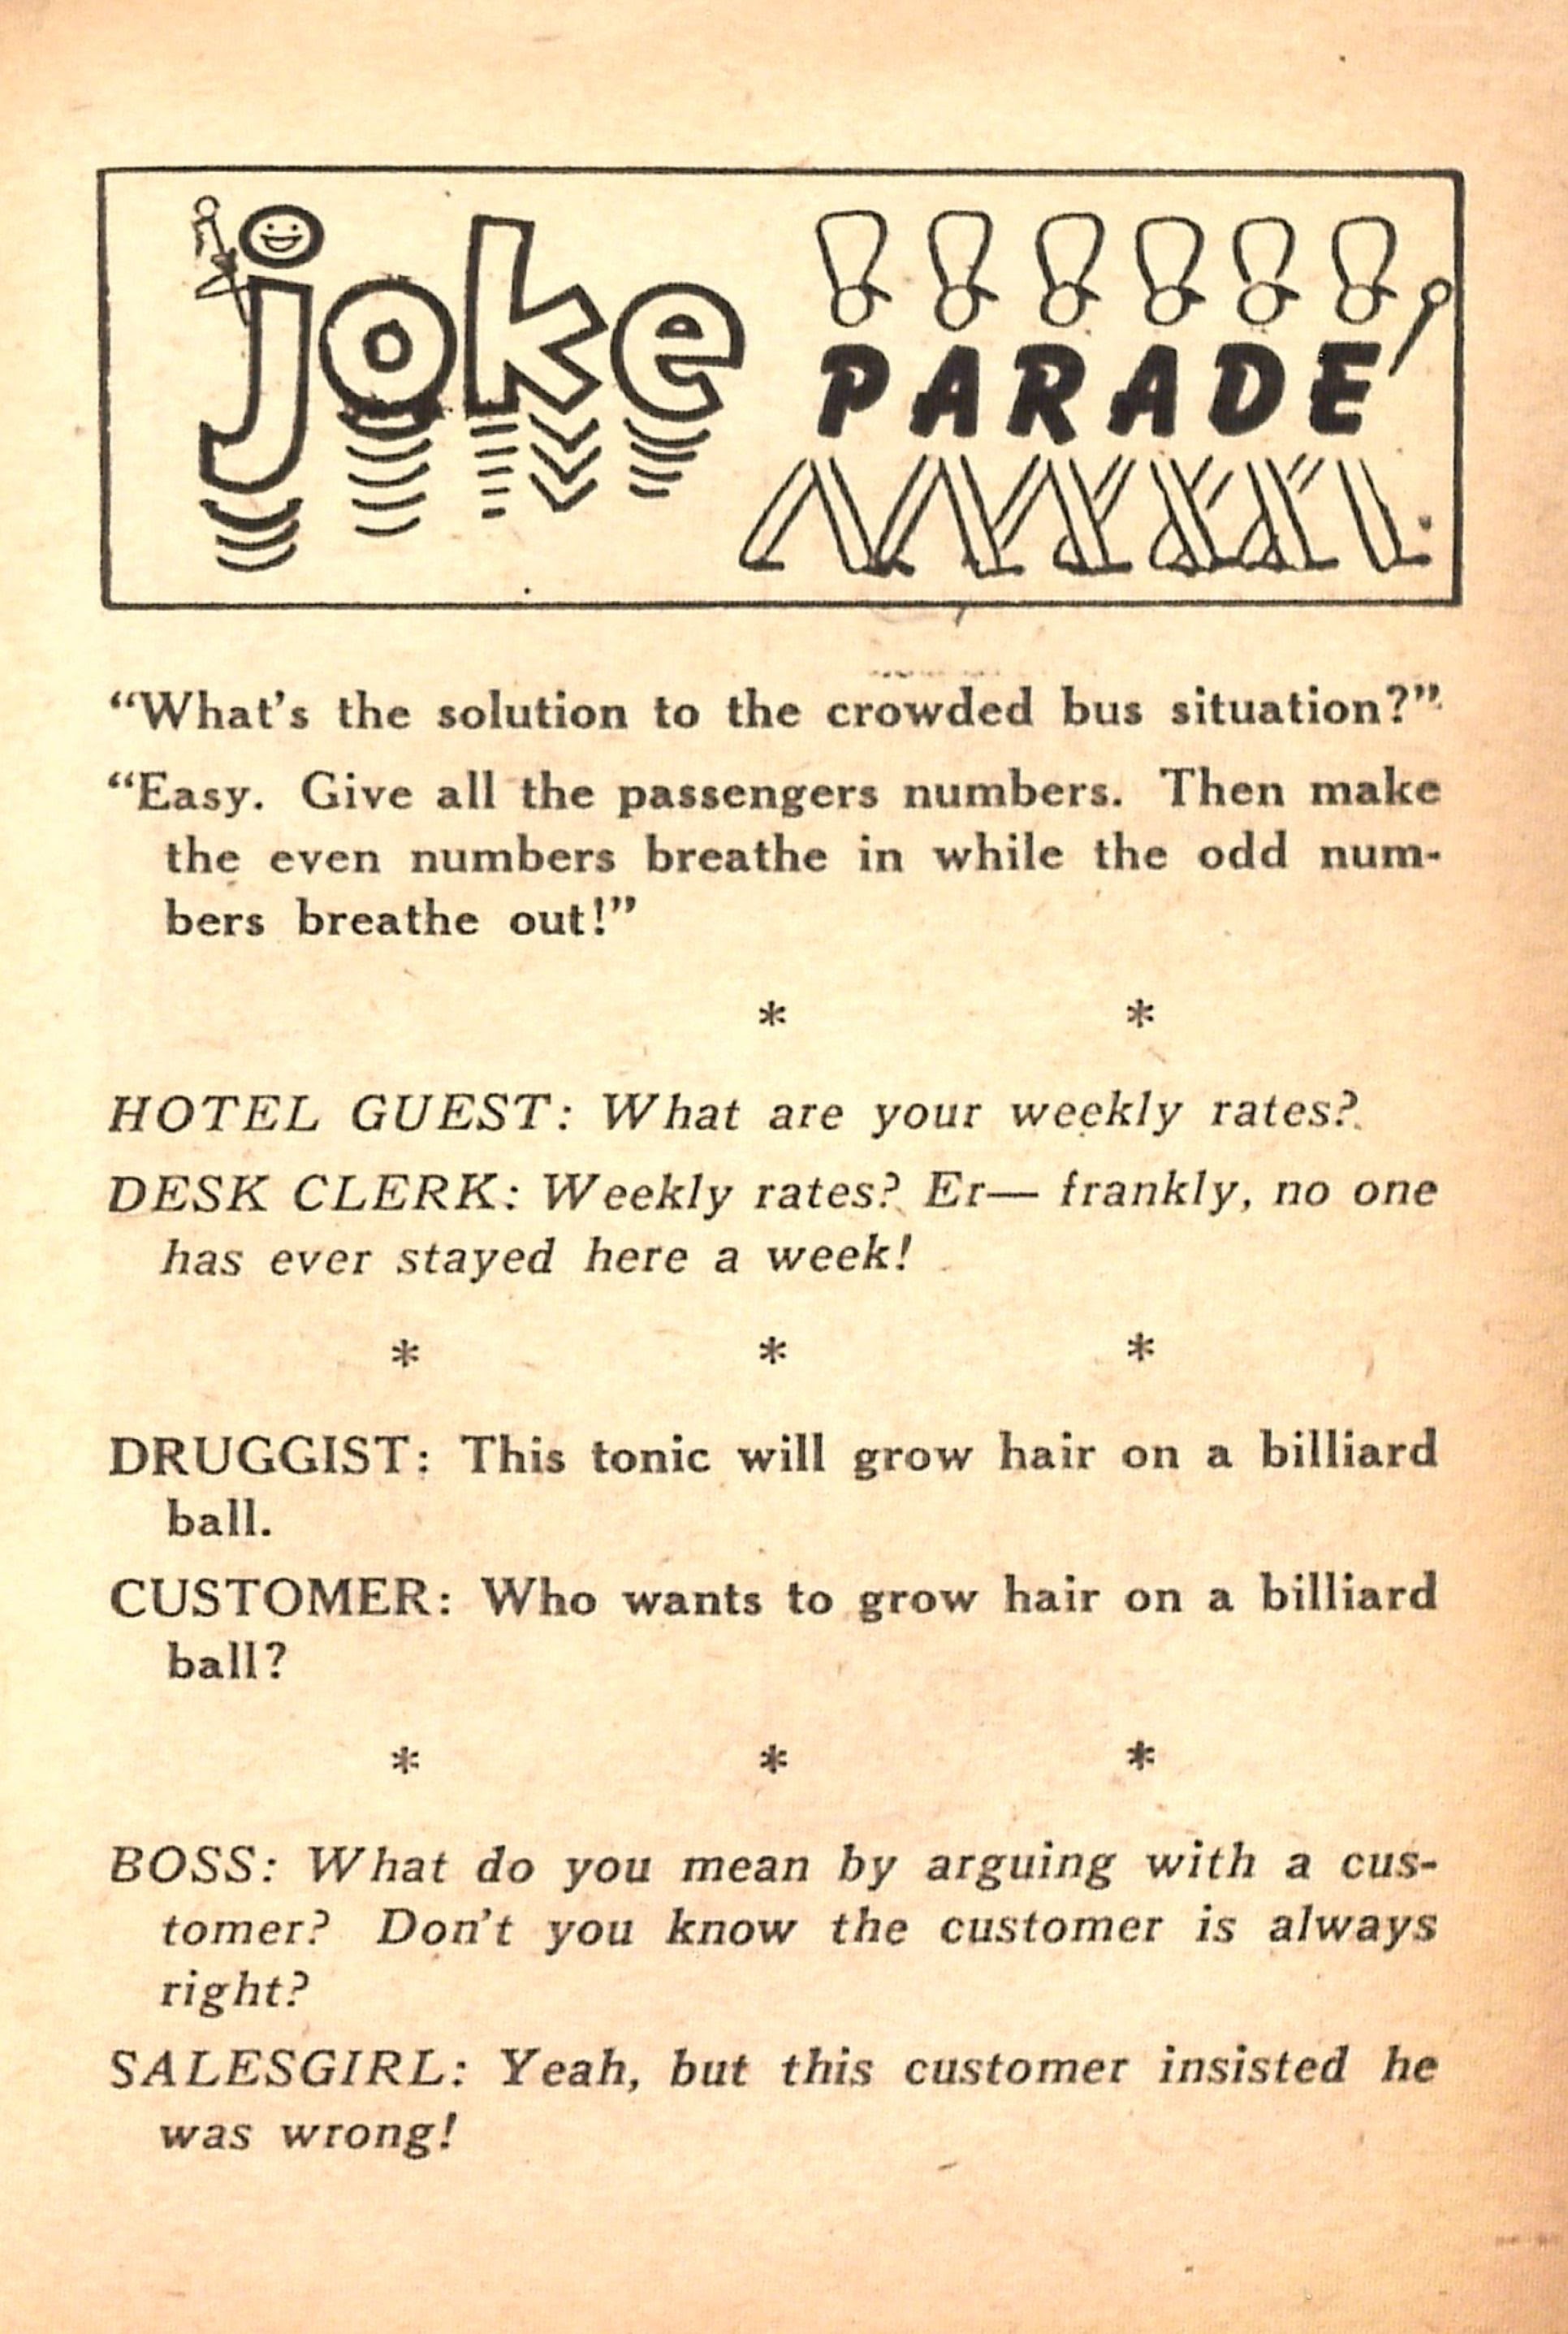 joke PARADE
“What’s the solution to the crowded bus situation?”
“Easy. Give all the passengers numbers. Then make
the even numbers breathe in while the odd num-
bers breathe out!”
* *
HOTEL GUEST: What are your weekly rates?
DESK CLERK: Weekly rates? Er— frankly, no one
has ever stayed here a week!
* * *
DRUGGIST: This tonic will grow hair on a billiard
ball.
CUSTOMER: Who wants to grow hair on a billiard
ball?
* * *
BOSS: What do you mean by arguing with a cus-
tomer? Don’t you know the customer is always
right?
SALESGIRL: Yeah, but this customer insisted he
was wrong!